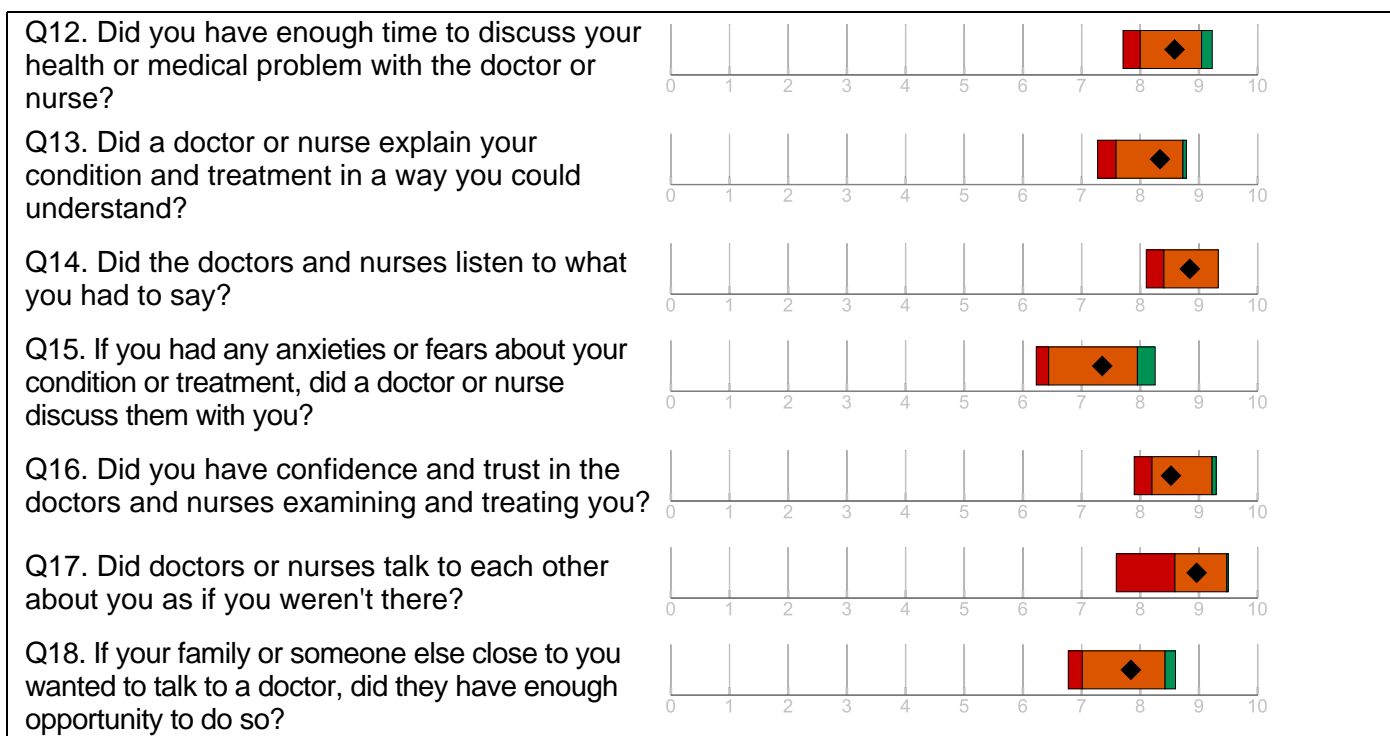 Q12. Did you have enough time to discuss your
health or medical problem with the doctor or
nurse?
0 1 2 3 4 5 6 7 8 9 10
Q13. Did a doctor or nurse explain your
condition and treatment in a way you could
understand?
0 1 2 3 4 5 6 7 8 9 10
Q14. Did the doctors and nurses listen to what
you had to say?
0 1 2 3 4 5 6 7 8 9 10
Q15. If you had any anxieties or fears about your
condition or treatment, did a doctor or nurse
discuss them with you?
0 1 2 3 4 5 6 7 8 9 10
Q16. Did you have confidence and trust in the
doctors and nurses examining and treating you?
0 1 2 3 4 5 6 7 8 9 10
Q17. Did doctors or nurses talk to each other
about you as if you weren't there?
0 1 2 3 4 5 6 7 8 9 10
Q18. If your family or someone else close to you
wanted to talk to a doctor, did they have enough
opportunity to do so?
0 1 2 3 4 5 6 7 8 9 10